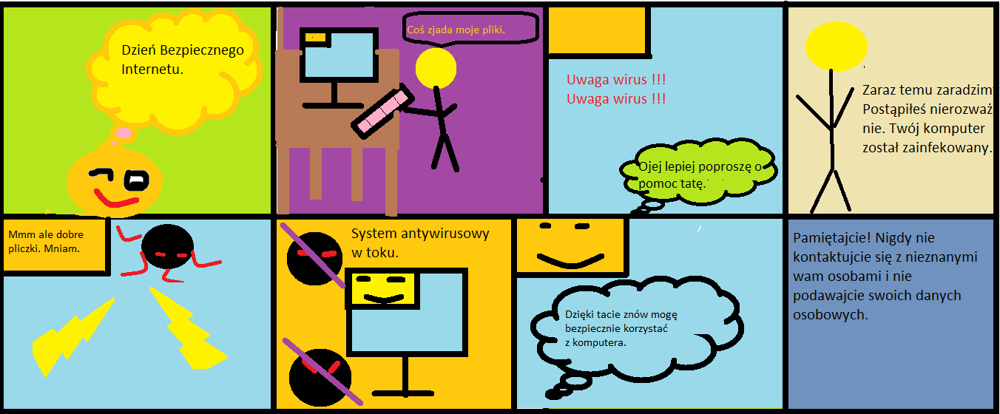 Dzień Bezpiecznego
Internetu.
Coś zjada moje pliki.
Uwaga wirus !!!
Uwaga wirus !!!
Ojej lepiej poproszę o
pomoc tatę.
Zaraz temu zaradzim
Postąpiłeś nierozważ
nie. Twój komputer
został zainfekowany.
Mmm ale dobre
pliczki. Mniam.
System antywirusowy
w toku.
Dzięki tacie znów mogę
bezpiecznie korzystać
z komputera.
Pamiętajcie! Nigdy nie
kontaktujcie się z nieznanymi
wam osobami i nie
podawajcie swoich danych
osobowych.